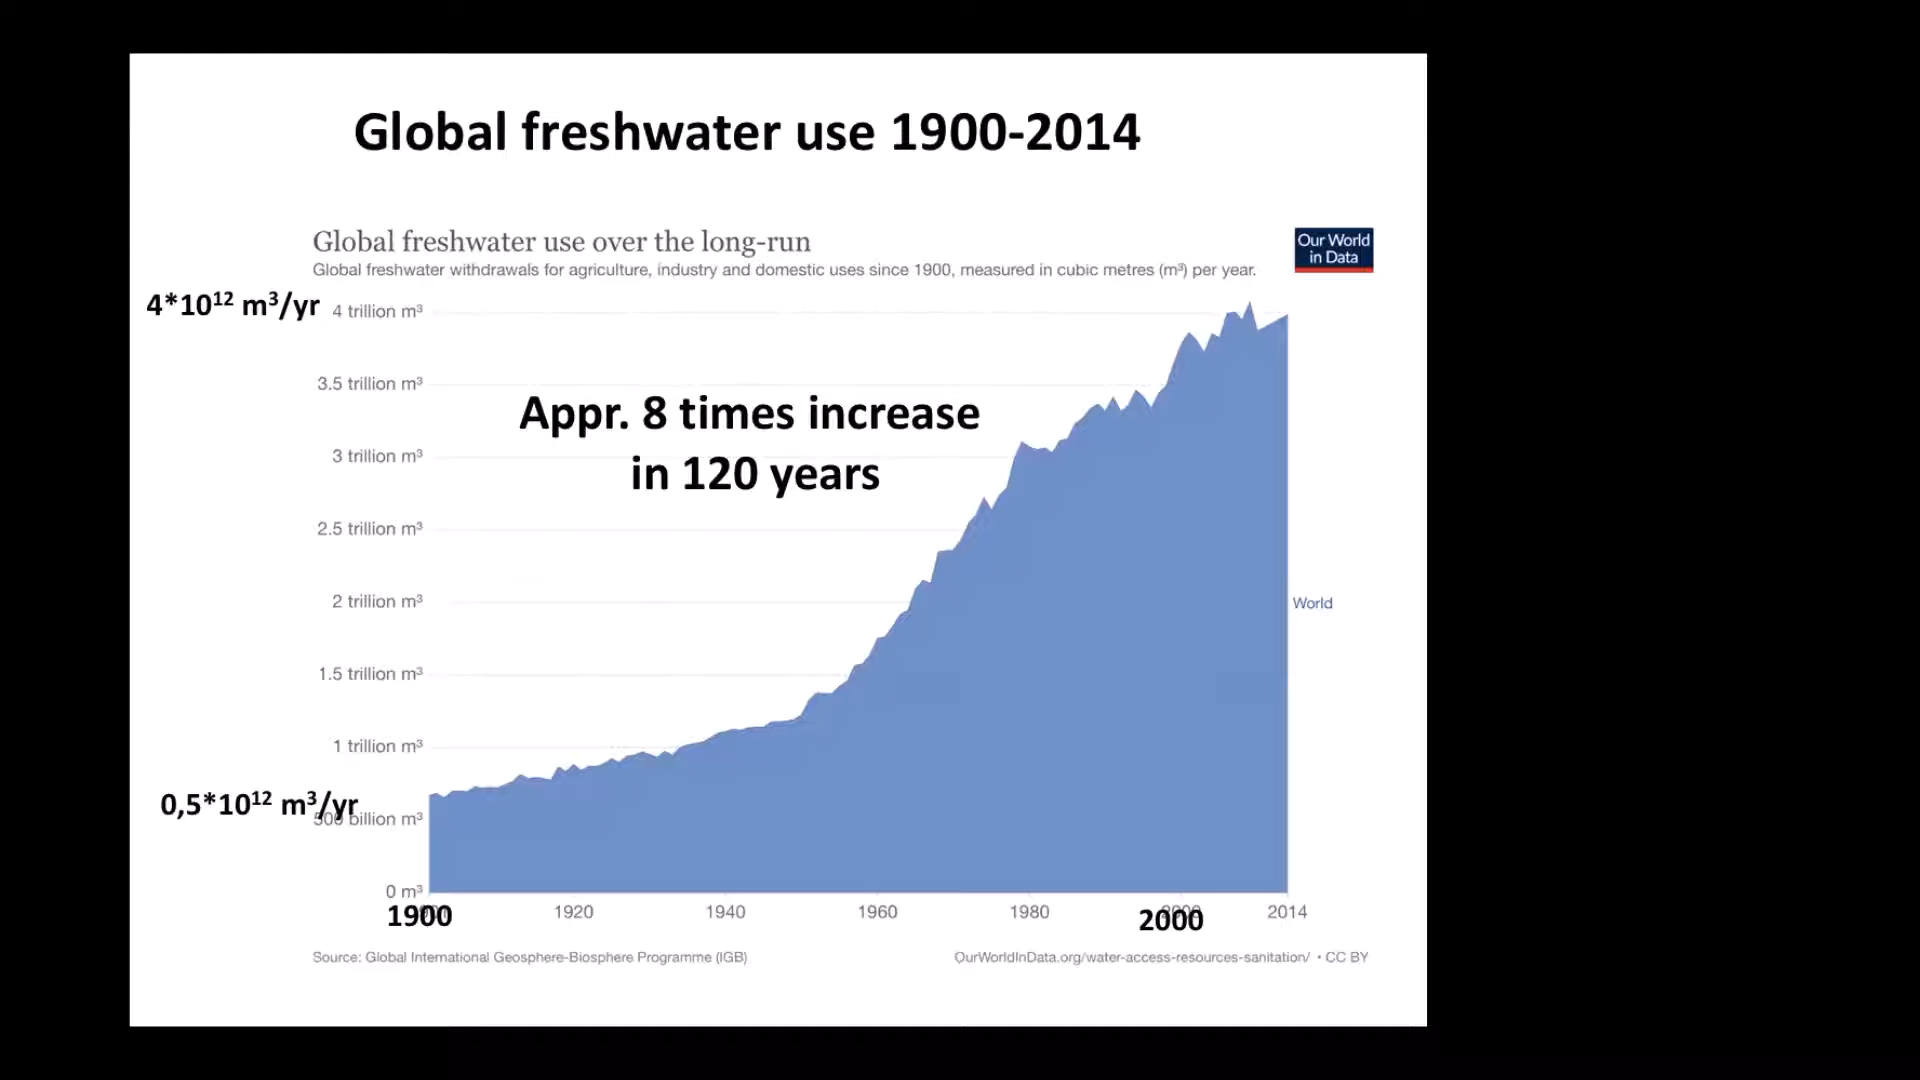 Global freshwater use 1900-2014
Global freshwater use over the long-run
Our World
in Data
Global freshwater withdrawals for agriculture, industry and domestic uses since 1900, measured in cubic metres (m³) per year.
4*10¹² m³/yr
4 trillion m³
3.5 trillion m³
Appr. 8 times increase
in 120 years
3 trillion m³
2.5 trillion m³
2 trillion m³
World
1.5 trillion m³
1 trillion m³
0,5*10¹² m³/yr
500 billion m³
0 m³
1900
1920
1940
1960
1980
2000
2014
Source: Global International Geosphere-Biosphere Programme (IGB)
OurWorldInData.org/water-access-resources-sanitation/ • CC BY